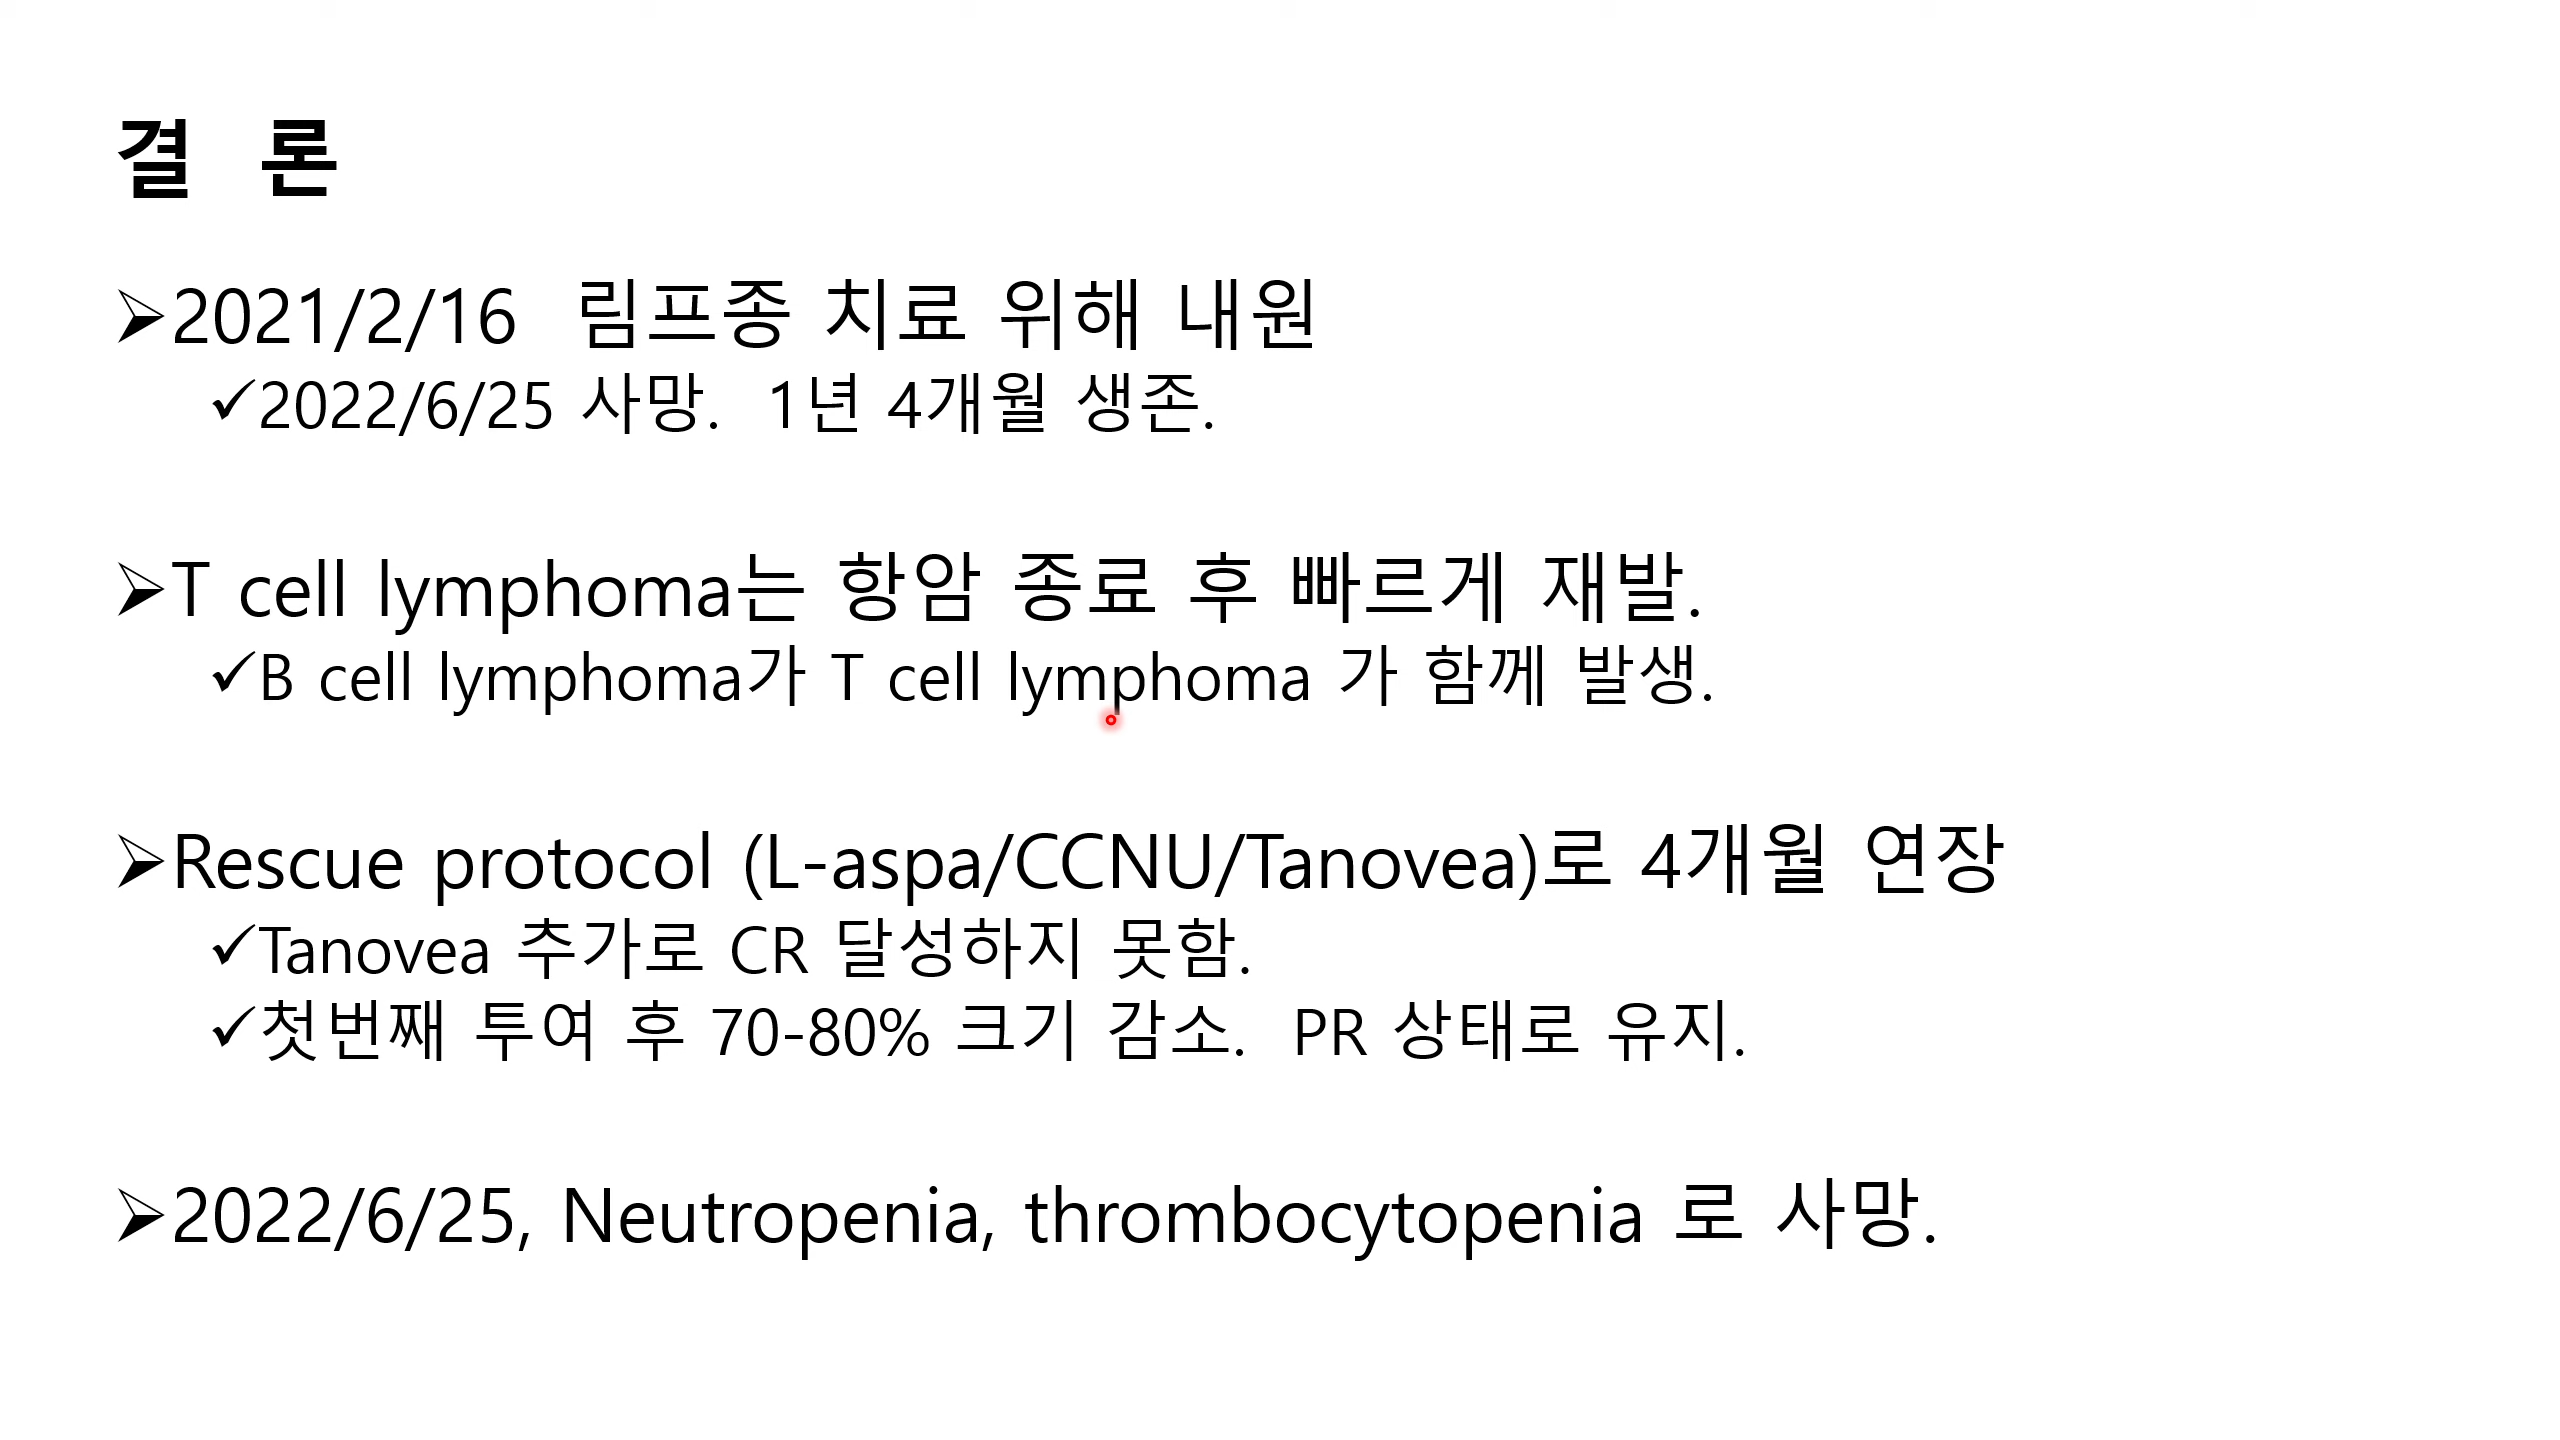 결 론
➢2021/2/16 림프종 치료 위해 내원
✓2022/6/25 사망. 1년 4개월 생존.
➢T cell lymphoma는 항암 종료 후 빠르게 재발.
✓B cell lymphoma가 T cell lymphoma 가 함께 발생.
➢Rescue protocol (L-aspa/CCNU/Tanovea)로 4개월 연장
✓Tanovea 추가로 CR 달성하지 못함.
✓첫번째 투여 후 70-80% 크기 감소. PR 상태로 유지.
➢2022/6/25, Neutropenia, thrombocytopenia 로 사망.